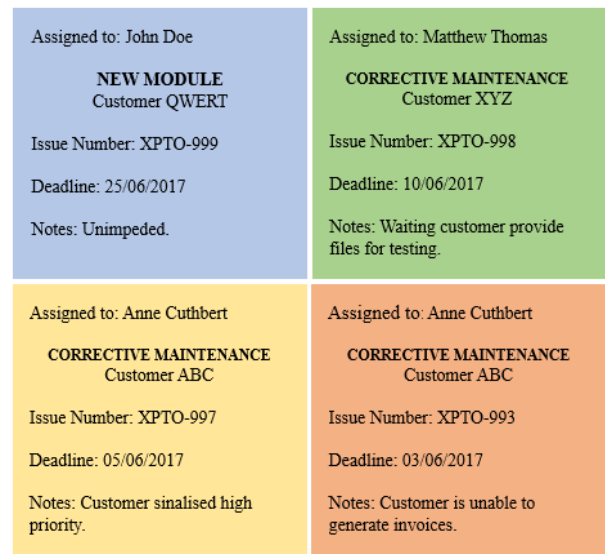 Assigned to: John Doe
NEW MODULE
Customer QWERT
Issue Number: XPTO-999
Deadline: 25/06/2017
Notes: Unimpeded.
Assigned to: Matthew Thomas
CORRECTIVE MAINTENANCE
Customer XYZ
Issue Number: XPTO-998
Deadline: 10/06/2017
Notes: Waiting customer provide
files for testing.
Assigned to: Anne Cuthbert
CORRECTIVE MAINTENANCE
Customer ABC
Issue Number: XPTO-997
Deadline: 05/06/2017
Notes: Customer sinalised high
priority.
Assigned to: Anne Cuthbert
CORRECTIVE MAINTENANCE
Customer ABC
Issue Number: XPTO-993
Deadline: 03/06/2017
Notes: Customer is unable to
generate invoices.